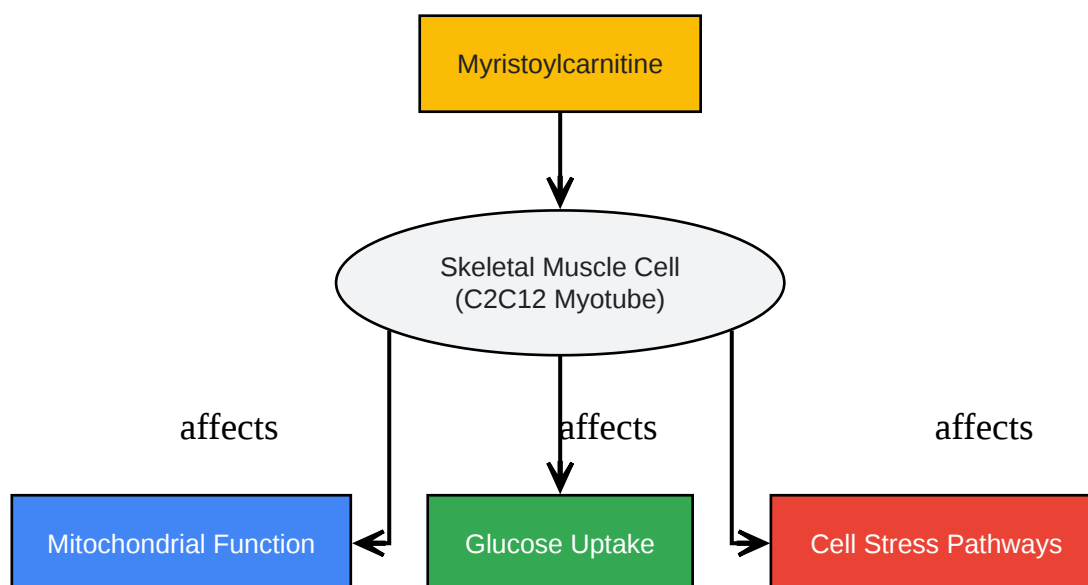 Myristoylcarnitine
Skeletal Muscle Cell
(C2C12 Myotube)
affects
affects
affects
Mitochondrial Function
Glucose Uptake
Cell Stress Pathways